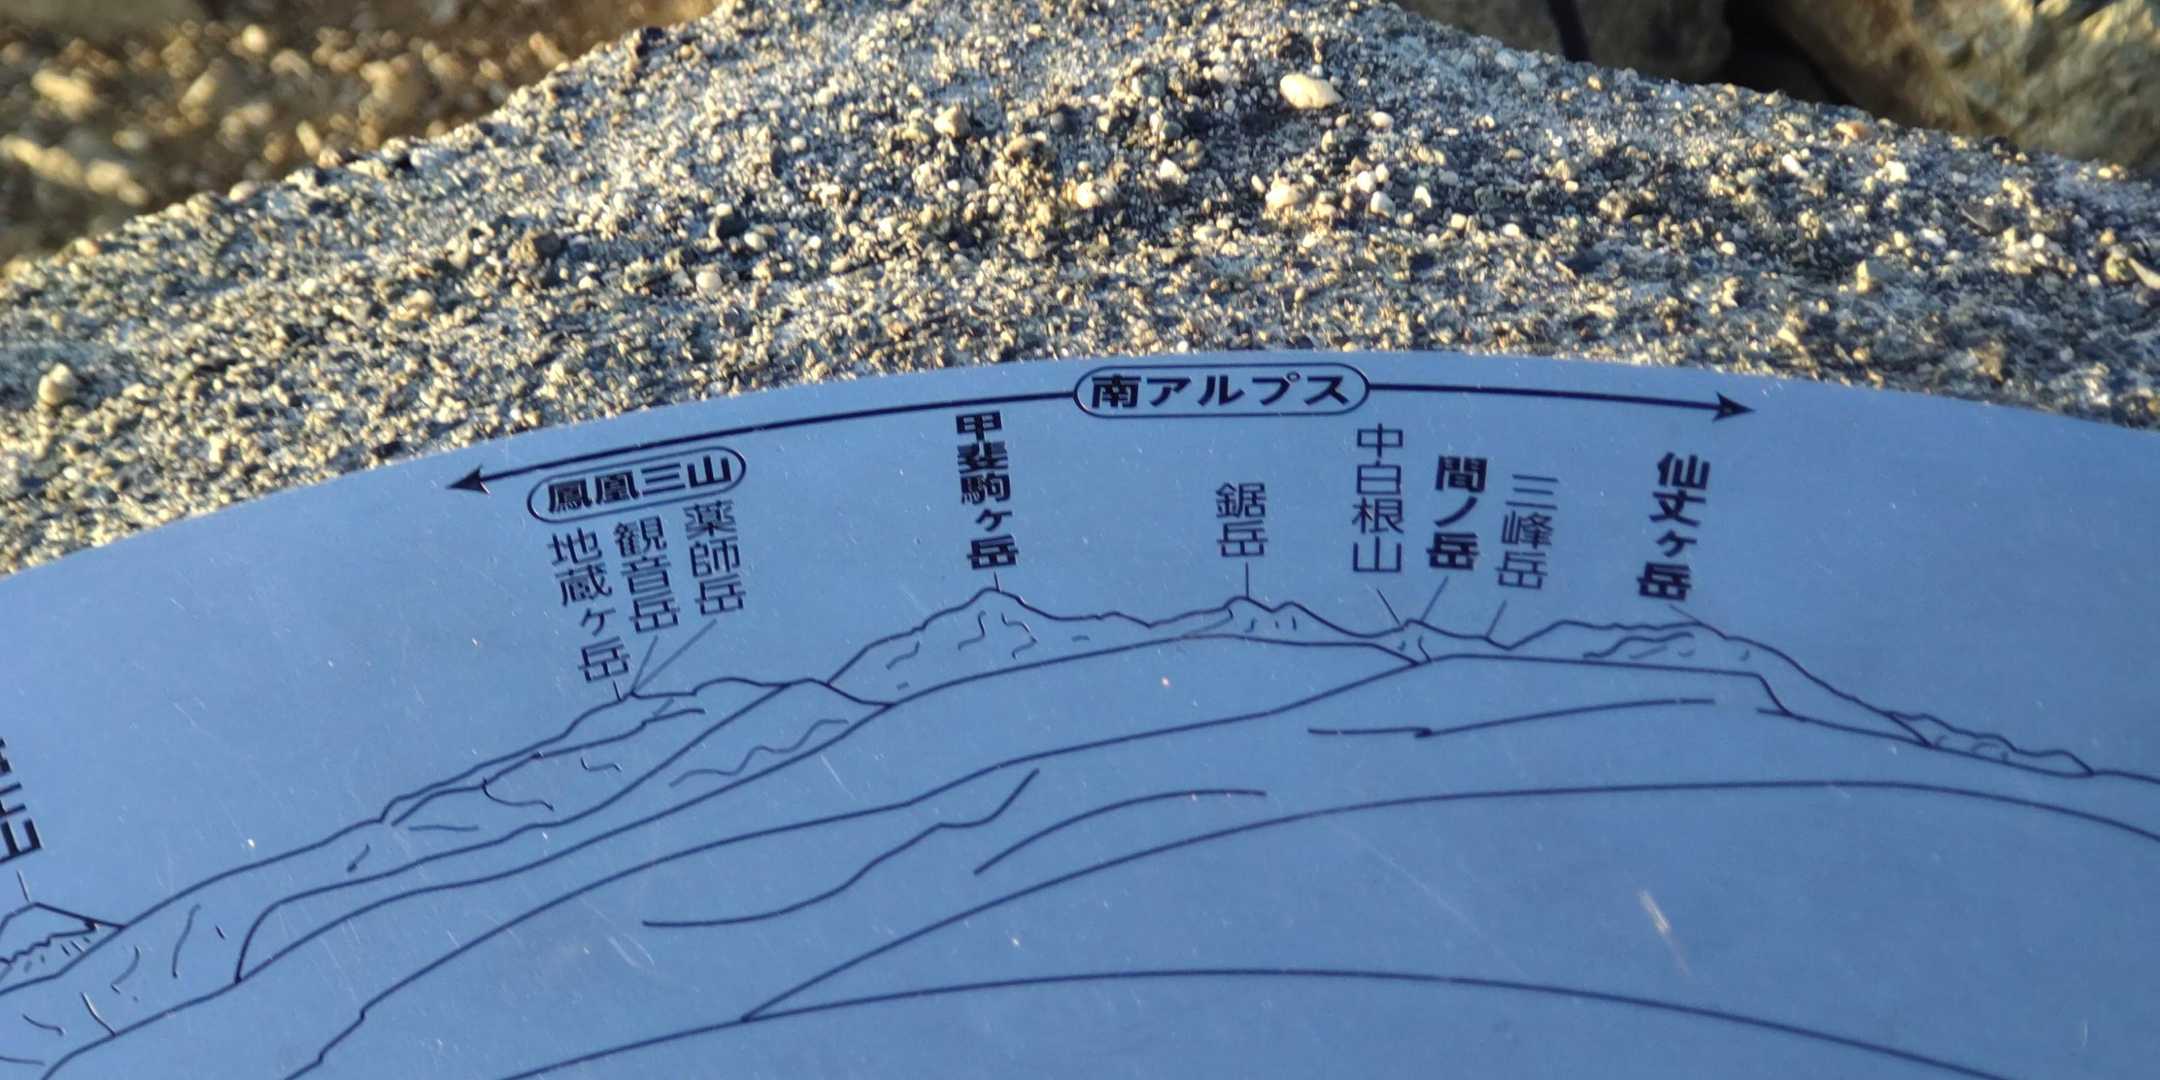 南アルプス
鳳凰三山
地蔵ヶ岳
観音岳
薬師岳
甲斐駒ヶ岳
鋸岳
中白根山
間ノ岳
三峰岳
仙丈ヶ岳